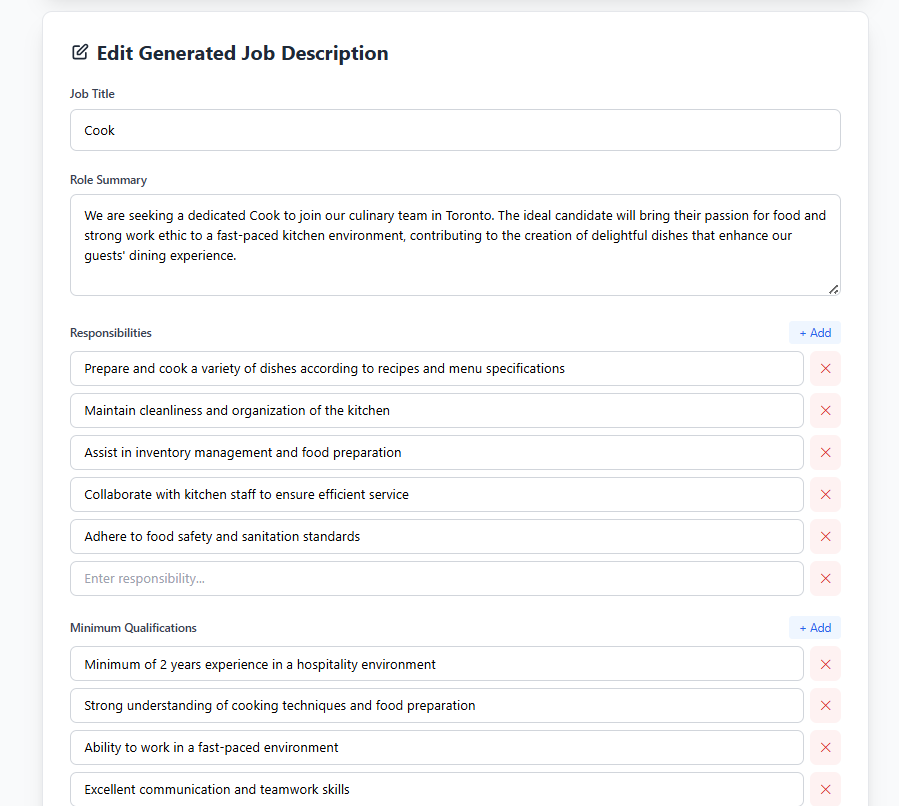 Edit Generated Job Description
Job Title
Cook
Role Summary
We are seeking a dedicated Cook to join our culinary team in Toronto. The ideal candidate will bring their passion for food and
strong work ethic to a fast-paced kitchen environment, contributing to the creation of delightful dishes that enhance our
guests' dining experience.
Responsibilities
+ Add
Prepare and cook a variety of dishes according to recipes and menu specifications
Maintain cleanliness and organization of the kitchen
Assist in inventory management and food preparation
Collaborate with kitchen staff to ensure efficient service
Adhere to food safety and sanitation standards
Enter responsibility...
Minimum Qualifications
+ Add
Minimum of 2 years experience in a hospitality environment
Strong understanding of cooking techniques and food preparation
Ability to work in a fast-paced environment
Excellent communication and teamwork skills